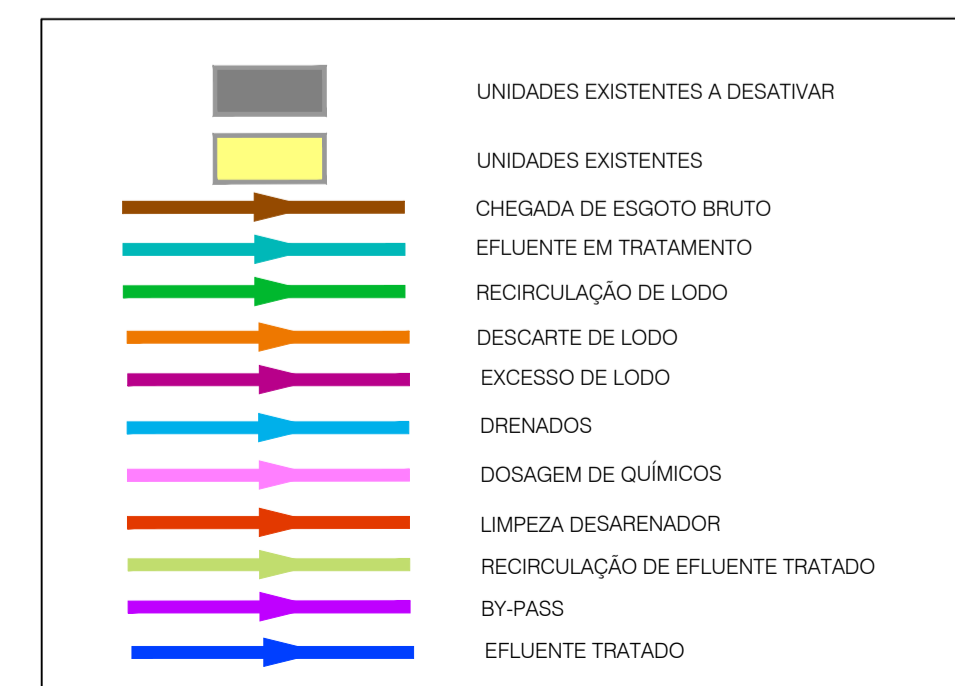 UNIDADES EXISTENTES A DESATIVAR
UNIDADES EXISTENTES
CHEGADA DE ESGOTO BRUTO
EFLUENTE EM TRATAMENTO
RECIRCULAÇÃO DE LODO
DESCARTE DE LODO
EXCESSO DE LODO
DRENADOS
DOSAGEM DE QUÍMICOS
LIMPEZA DESARENADOR
RECIRCULAÇÃO DE EFLUENTE TRATADO
BY-PASS
EFLUENTE TRATADO